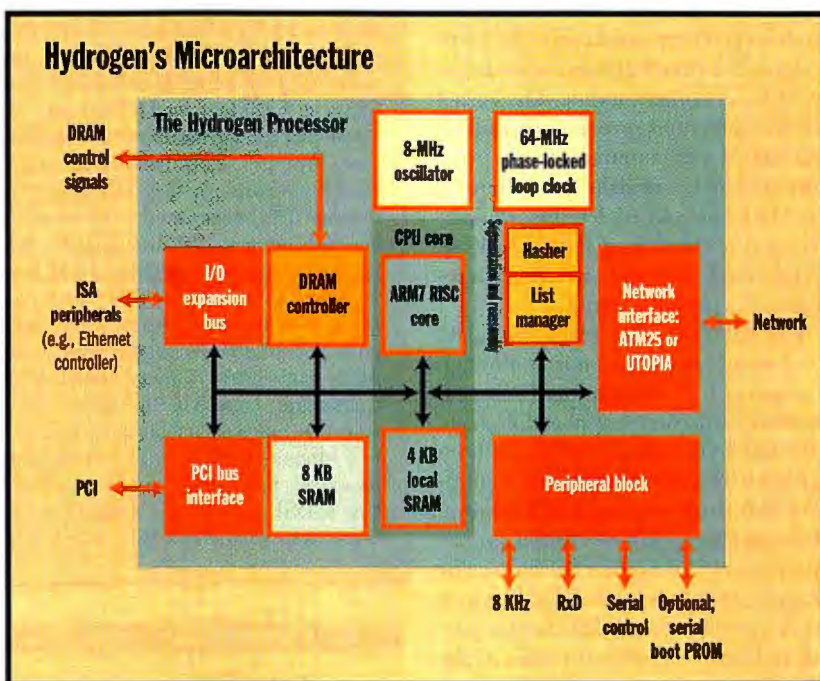 Hydrogen's Microarchitecture
The Hydrogen Processor
DRAM
control
signals
8-MHz
oscillator
64-MHz
phase-locked
loop clock
CPU core
Segmentation and reassembly
ISA
peripherals
(e.g., Ethernet
controller)
I/O
expansion
bus
DRAM
controller
ARM7 RISC
core
Hasher
List
manager
Network
interface:
ATM25 or
UTOPIA
Network
PCI
PCI bus
interface
8 KB
SRAM
4 KB
local
SRAM
Peripheral block
8 KHz
RxD
Serial
control
Optional;
serial
boot PROM